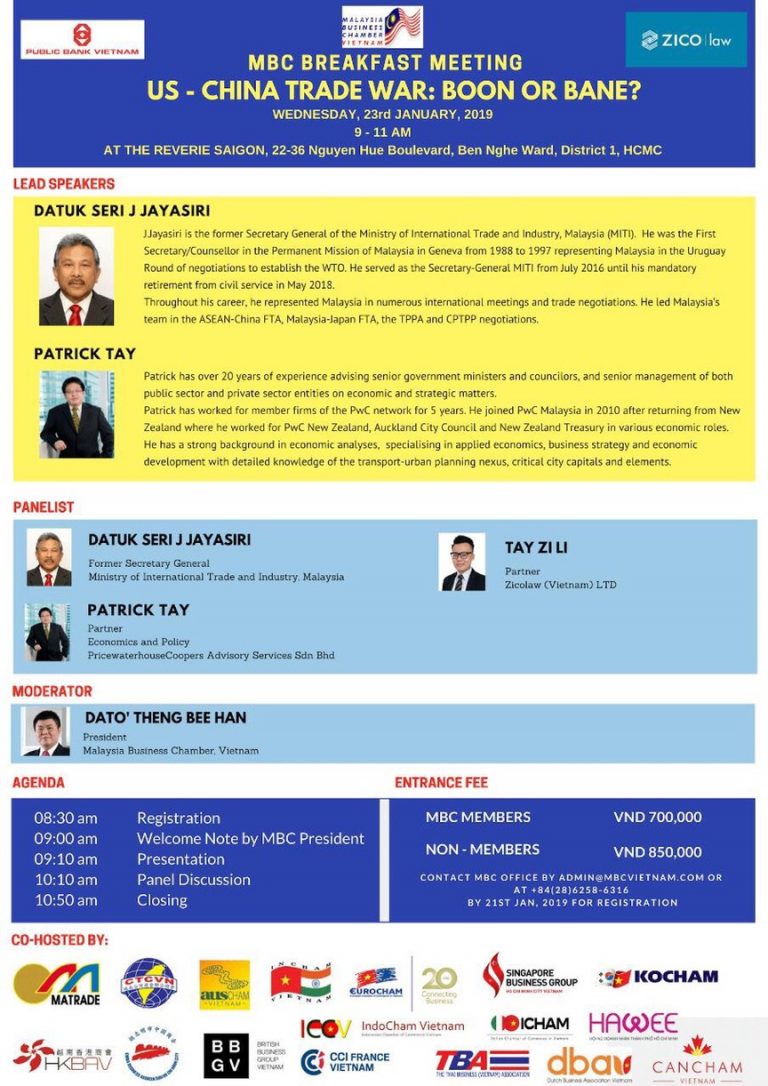 PUBLIC BANK VIETNAM
MALAYSIA
BUSINESS
CHAMBER
VIETNAM
ZICO law
MBC BREAKFAST MEETING
US - CHINA TRADE WAR: BOON OR BANE?
WEDNESDAY, 23rd JANUARY, 2019
9 - 11 AM
AT THE REVERIE SAIGON, 22-36 Nguyen Hue Boulevard, Ben Nghe Ward, District 1, HCMC
LEAD SPEAKERS
DATUK SERI J JAYASIRI
J.Jayasiri is the former Secretary General of the Ministry of International Trade and Industry, Malaysia (MITI). He was the First
Secretary/Counsellor in the Permanent Mission of Malaysia in Geneva from 1988 to 1997 representing Malaysia in the Uruguay
Round of negotiations to establish the WTO. He served as the Secretary-General MITI from July 2016 until his mandatory
retirement from civil service in May 2018.
Throughout his career, he represented Malaysia in numerous international meetings and trade negotiations. He led Malaysia's
team in the ASEAN-China FTA, Malaysia-Japan FTA, the TPPA and CPTPP negotiations.
PATRICK TAY
Patrick has over 20 years of experience advising senior government ministers and councilors, and senior management of both
public sector and private sector entities on economic and strategic matters.
Patrick has worked for member firms of the PwC network for 5 years. He joined PwC Malaysia in 2010 after returning from New
Zealand where he worked for PwC New Zealand, Auckland City Council and New Zealand Treasury in various economic roles.
He has a strong background in economic analyses, specialising in applied economics, business strategy and economic
development with detailed knowledge of the transport-urban planning nexus, critical city capitals and elements.
PANELIST
DATUK SERI J JAYASIRI
Former Secretary General
Ministry of International Trade and Industry, Malaysia
TAY ZI LI
Partner
Zicolaw (Vietnam) LTD
PATRICK TAY
Partner
Economics and Policy
PricewaterhouseCoopers Advisory Services Sdn Bhd
MODERATOR
DATO' THENG BEE HAN
President
Malaysia Business Chamber, Vietnam
AGENDA
08:30 am Registration
09:00 am Welcome Note by MBC President
09:10 am Presentation
10:10 am Panel Discussion
10:50 am Closing
ENTRANCE FEE
MBC MEMBERS VND 700,000
NON - MEMBERS VND 850,000
CONTACT MBC OFFICE BY ADMIN@MBCVIETNAM.COM OR
AT +84(28)6258-6316
BY 21ST JAN, 2019 FOR REGISTRATION
CO-HOSTED BY:
MATRADE
CTCVN
auscham
VIETNAM
INCHAM
VIETNAM
EUROCHAM
20
Connecting
Business
SINGAPORE
BUSINESS GROUP
KOCHAM
ICCV IndoCham Vietnam
ICHAM
HAWEE
HKBAV
BB
GV
BRITISH
BUSINESS
GROUP
VIETNAM
CCI FRANCE
VIETNAM
TBA
THE THAI BUSINESS (VIETNAM) ASSOCIATION
dbav
Dutch Business Association Vietnam
CANCHAM
VIETNAM